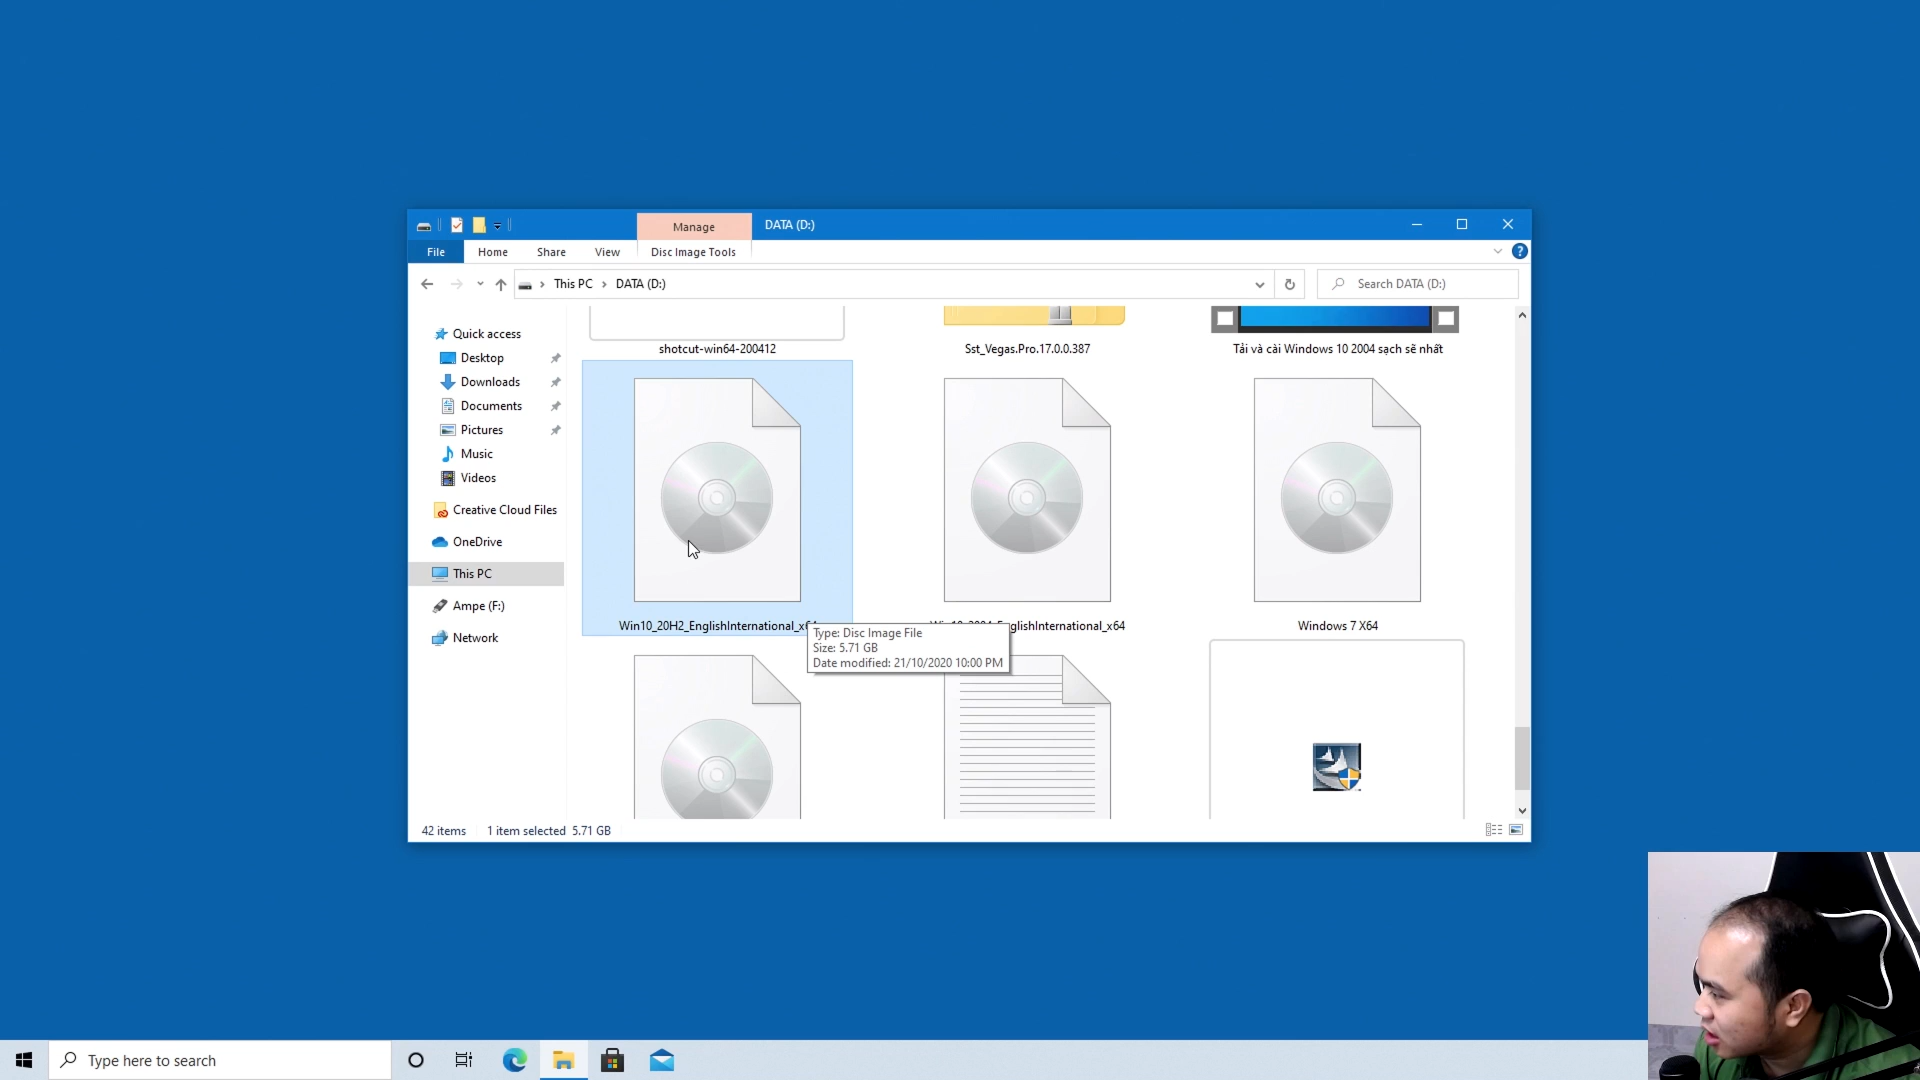 Manage
DATA (D:)
File
Home
Share
View
Disc Image Tools
This PC
DATA (D:)
Search DATA (D:)
Quick access
Desktop
Downloads
Documents
Pictures
Music
Videos
Creative Cloud Files
OneDrive
This PC
Ampe (F:)
Network
shotcut-win64-200412
Sst_Vegas.Pro.17.0.0.387
Tải và cài Windows 10 2004 sạch sẽ nhất
Win10_20H2_EnglishInternational_x64
glishInternational_x64
Windows 7 X64
Type: Disc Image File
Size: 5.71 GB
Date modified: 21/10/2020 10:00 PM
42 items
1 item selected 5.71 GB
Type here to search